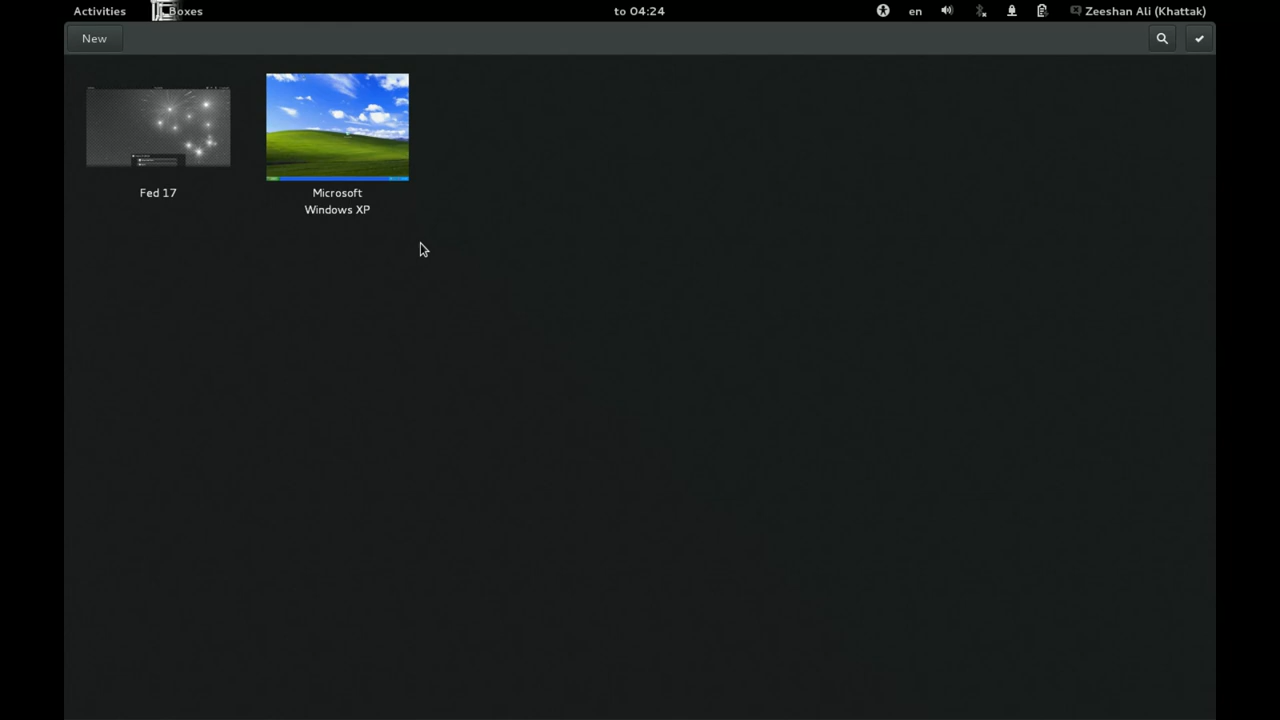 Activities
Boxes
to 04:24
en
Zeeshan Ali (Khattak)
New
Fed 17
Microsoft
Windows XP